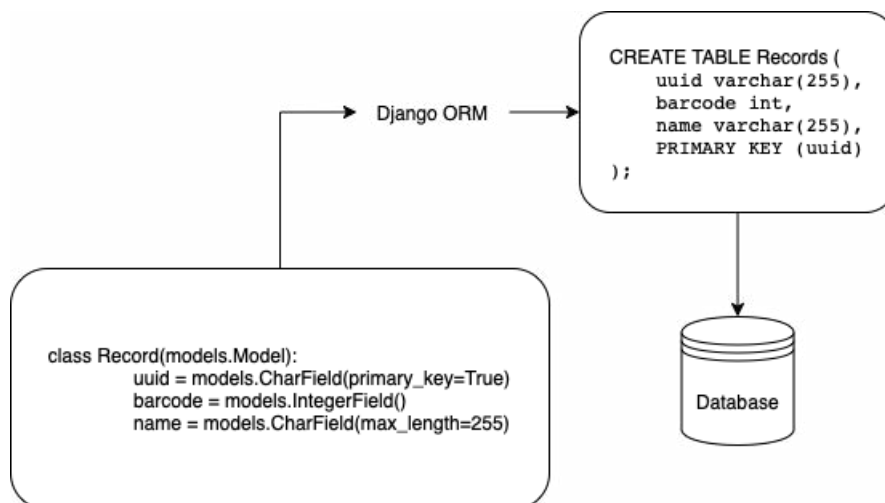 class Record(models.Model):
uuid = models.CharField(primary_key=True)
barcode = models.IntegerField()
name = models.CharField(max_length=255)
Django ORM
CREATE TABLE Records (
uuid varchar(255),
barcode int,
name varchar(255),
PRIMARY KEY (uuid)
);
Database